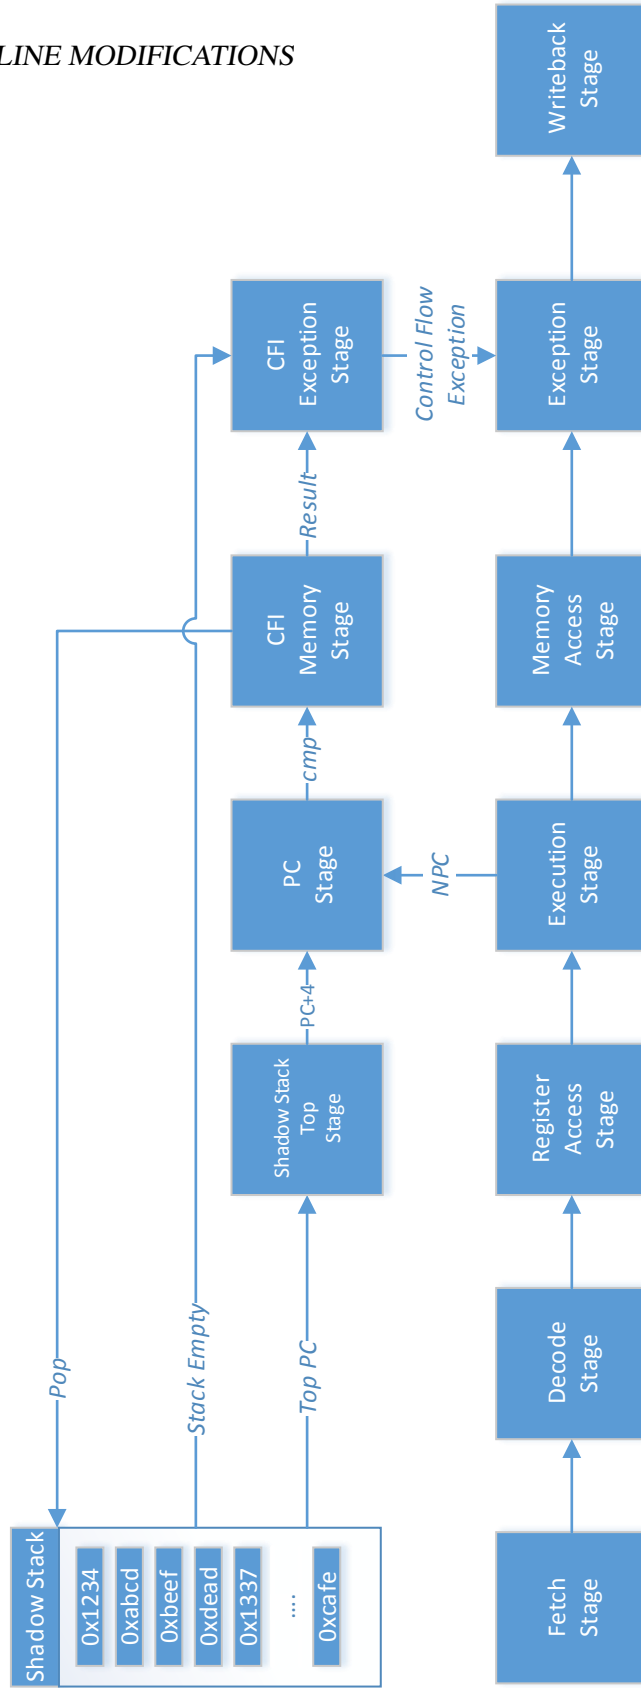 LINE MODIFICATIONS
Shadow Stack
0x1234
0xabcd
0xbeef
0xdead
0x1337
....
0xcafe
Pop
Stack Empty
Top PC
Shadow Stack
Top
Stage
PC+4
PC
Stage
cmp
CFI
Memory
Stage
Result
CFI
Exception
Stage
NPC
Control Flow
Exception
Fetch
Stage
Decode
Stage
Register
Access
Stage
Execution
Stage
Memory
Access
Stage
Exception
Stage
Writeback
Stage